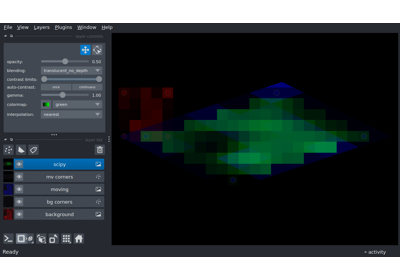 File View Layers Plugins Window Help
opacity: 0.50
blending: translucent_no_depth
contrast limits:
auto-contrast: once continuous
gamma: 1.00
colormap: green
interpolation: nearest
scipy
mv corners
moving
bg corners
background
Ready
activity